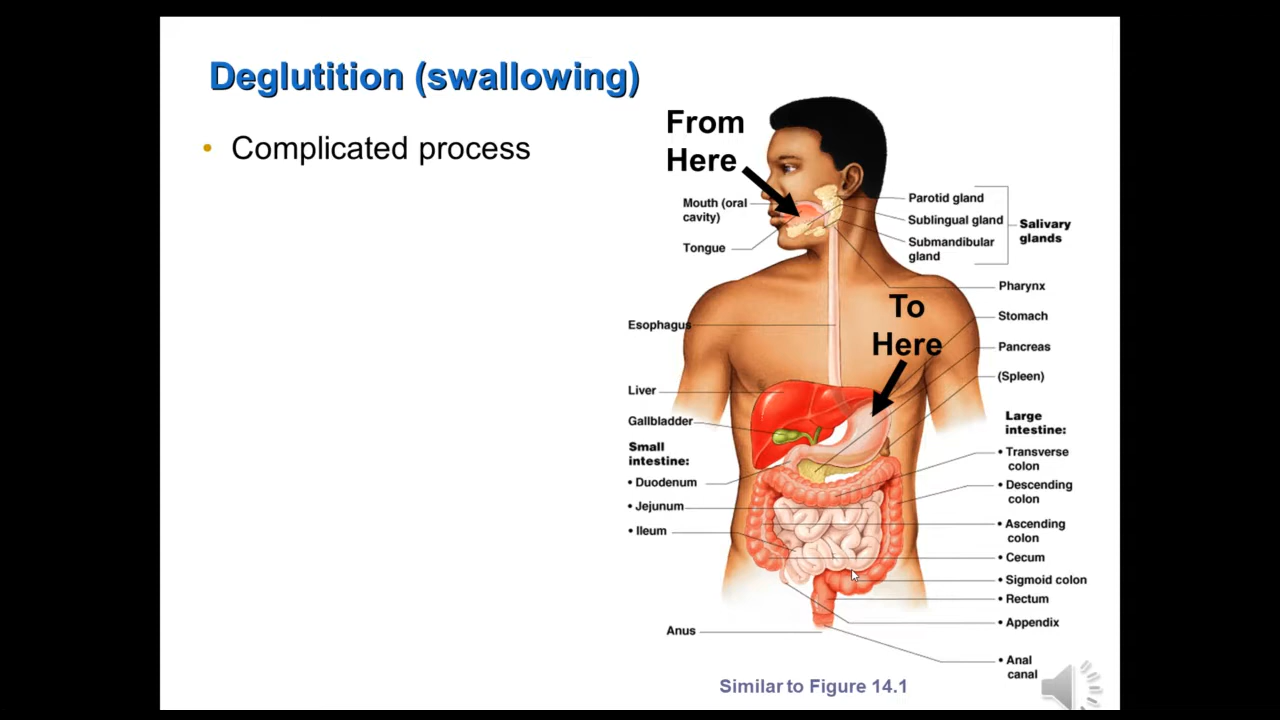 Deglutition (swallowing)
• Complicated process
From
Here
Mouth (oral
cavity)
Tongue
Parotid gland
Sublingual gland
Submandibular
gland
Salivary
glands
Pharynx
To
Here
Stomach
Esophagus
Pancreas
(Spleen)
Liver
Gallbladder
Small
intestine:
• Duodenum
• Jejunum
• Ileum
Large
intestine:
• Transverse
colon
• Descending
colon
• Ascending
colon
• Cecum
• Sigmoid colon
• Rectum
• Appendix
Anus
• Anal
canal
Similar to Figure 14.1